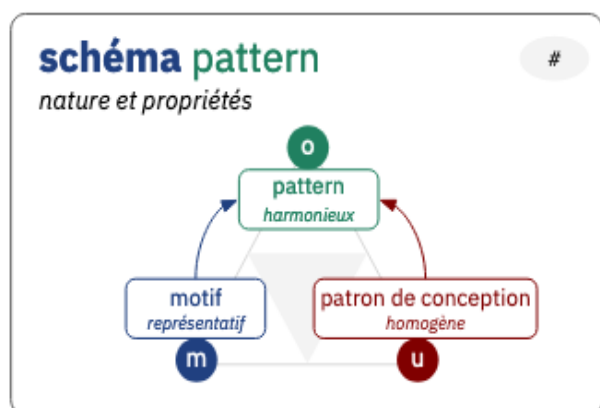 schéma pattern
#
nature et propriétés
o
pattern
harmonieux
motif
représentatif
m
patron de conception
homogène
u